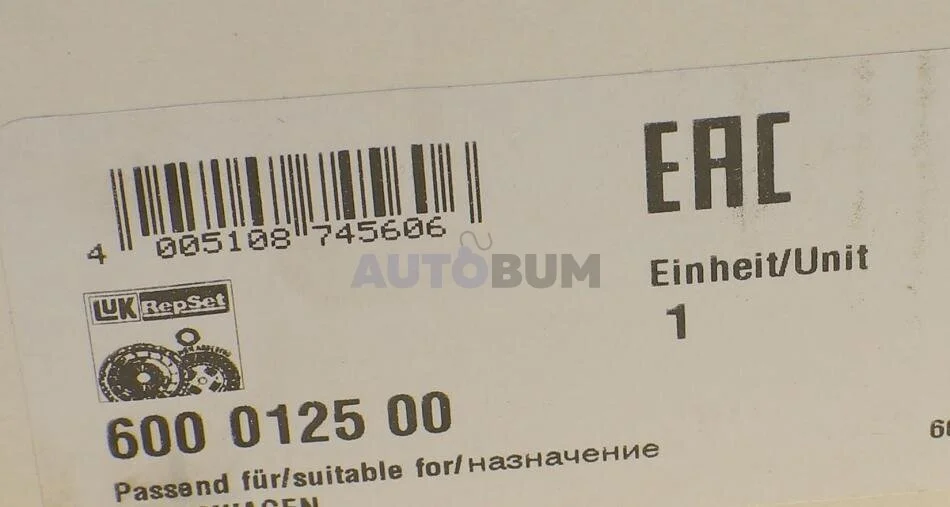 EAC
4 005108 745606
AUTOBUM
Einheit/Unit
1
LUK RepSet
600 0125 00
Passend für/suitable for/назначение